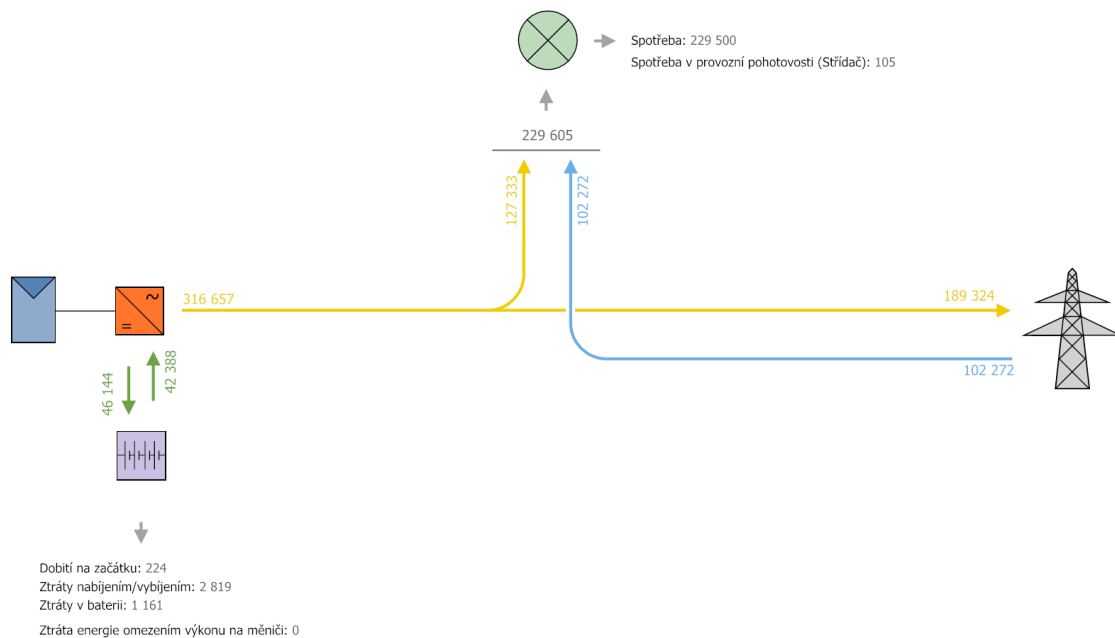 Spotřeba: 229 500
Spotřeba v provozní pohotovosti (Střídač): 105
229 605
127 333
102 272
316 657
189 324
102 272
46 144
42 388
Dobití na začátku: 224
Ztráty nabíjením/vybíjením: 2 819
Ztráty v baterii: 1 161
Ztráta energie omezením výkonu na měniči: 0